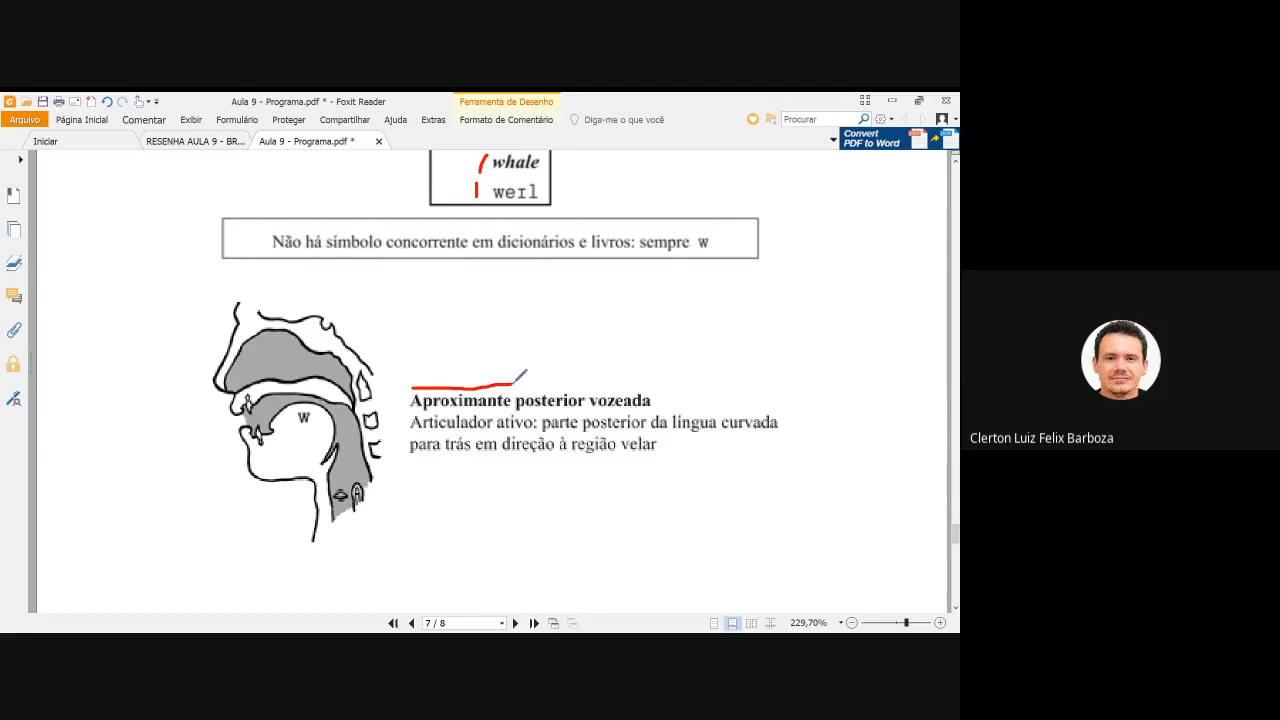 Aula 9 - Programa.pdf * - Foxit Reader
Ferramenta de Desenho
Arquivo Página Inicial Comentar Exibir Formulário Proteger Compartilhar Ajuda Extras Formato de Comentário Diga-me o que você Procurar
Iniciar RESENHA AULA 9 - BR... Aula 9 - Programa.pdf *
Convert
PDF to Word
whale
weɪl
Não há símbolo concorrente em dicionários e livros: sempre w
W
Aproximante posterior vozeada
Articulador ativo: parte posterior da língua curvada
para trás em direção à região velar
Clerton Luiz Felix Barboza
7 / 8
229,70%